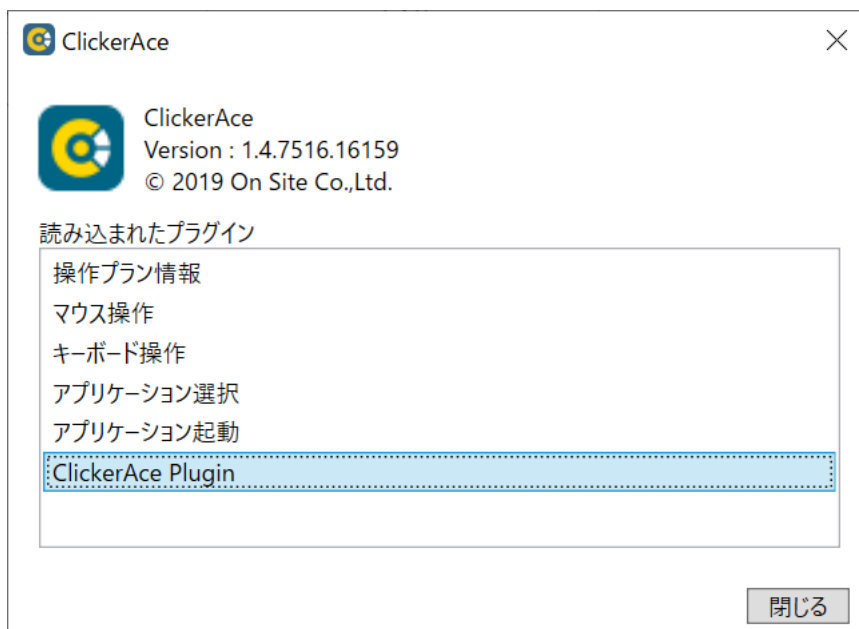 ClickerAce
ClickerAce
Version : 1.4.7516.16159
© 2019 On Site Co.,Ltd.
読み込まれたプラグイン
操作プラン情報
マウス操作
キーボード操作
アプリケーション選択
アプリケーション起動
ClickerAce Plugin
閉じる